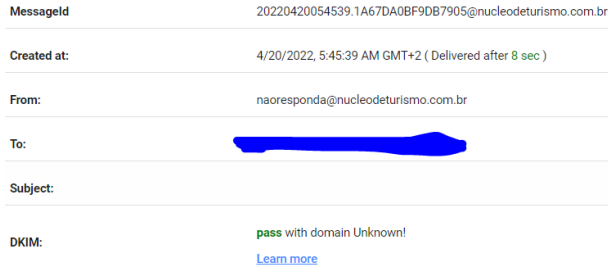 MessageId 20220420054539.1A67DA0BF9DB7905@nucleodeturismo.com.br
Created at: 4/20/2022, 5:45:39 AM GMT+2 ( Delivered after 8 sec )
From: naoresponda@nucleodeturismo.com.br
To:
Subject:
DKIM: pass with domain Unknown!
Learn more